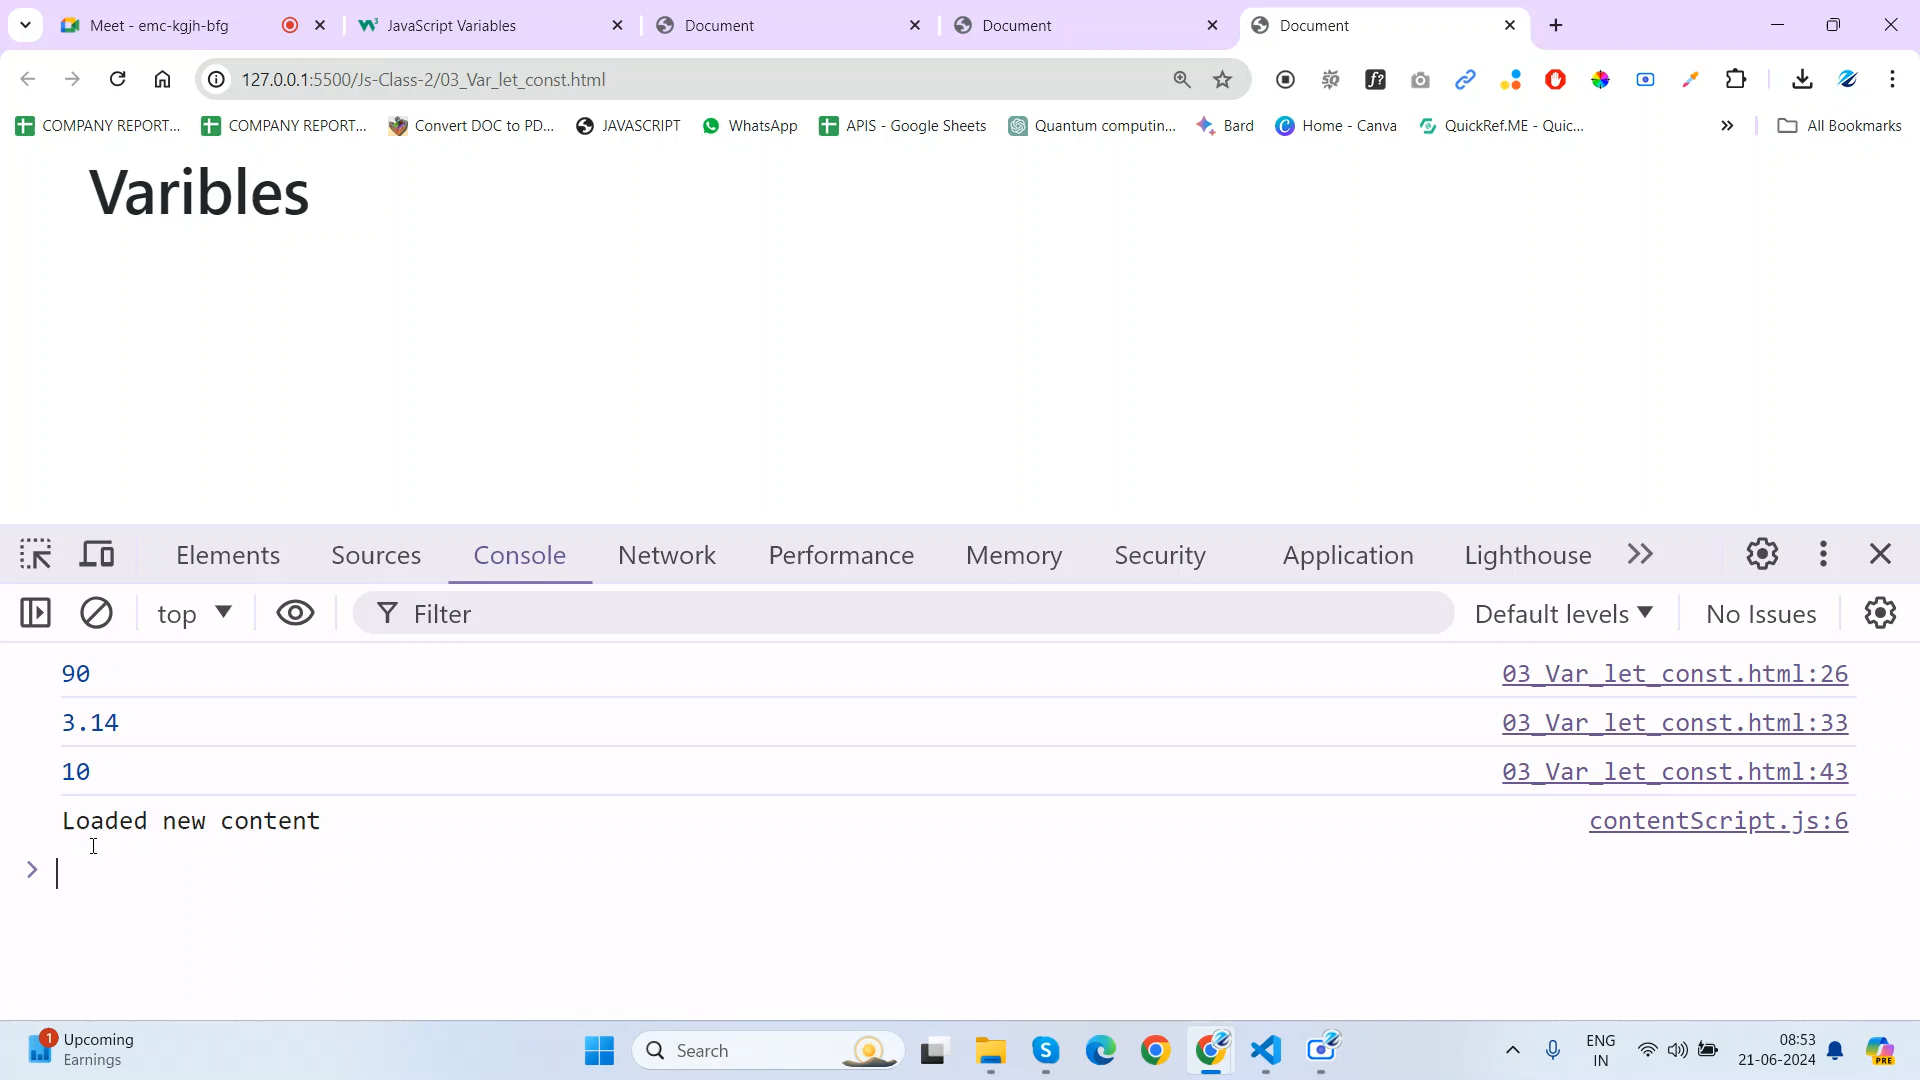 Meet - emc-kgjh-bfg
JavaScript Variables
Document
Document
Document
127.0.0.1:5500/Js-Class-2/03_Var_let_const.html
COMPANY REPORT...
COMPANY REPORT...
Convert DOC to PD...
JAVASCRIPT
WhatsApp
APIS - Google Sheets
Quantum computin...
Bard
Home - Canva
QuickRef.ME - Quic...
All Bookmarks
Varibles
Elements
Sources
Console
Network
Performance
Memory
Security
Application
Lighthouse
top
Filter
Default levels
No Issues
90 03_Var_let_const.html:26
3.14 03_Var_let_const.html:33
10 03_Var_let_const.html:43
Loaded new content contentScript.js:6
1
Upcoming
Earnings
Search
ENG
IN
08:53
21-06-2024
PRE